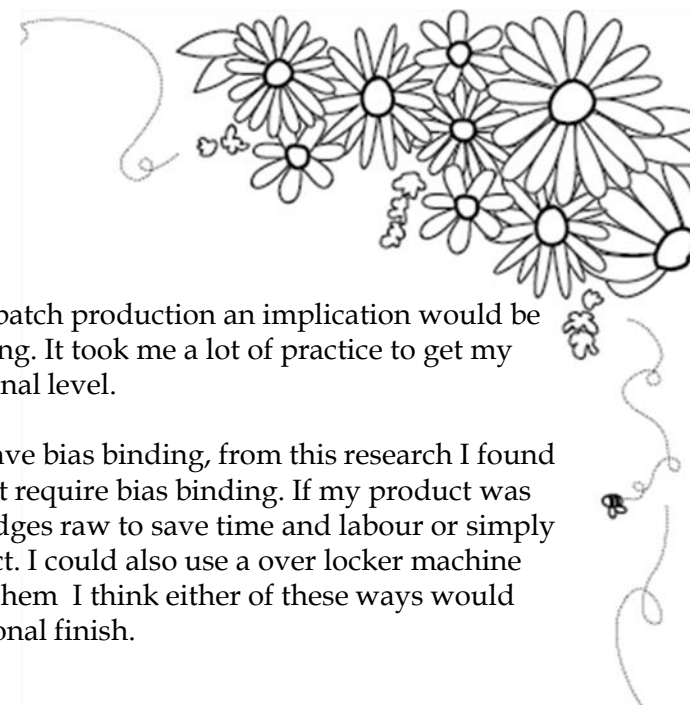 batch production an implication would be
ng. It took me a lot of practice to get my
nal level.
ave bias binding, from this research I found
t require bias binding. If my product was
dges raw to save time and labour or simply
ct. I could also use a over locker machine
hem  I think either of these ways would
onal finish.